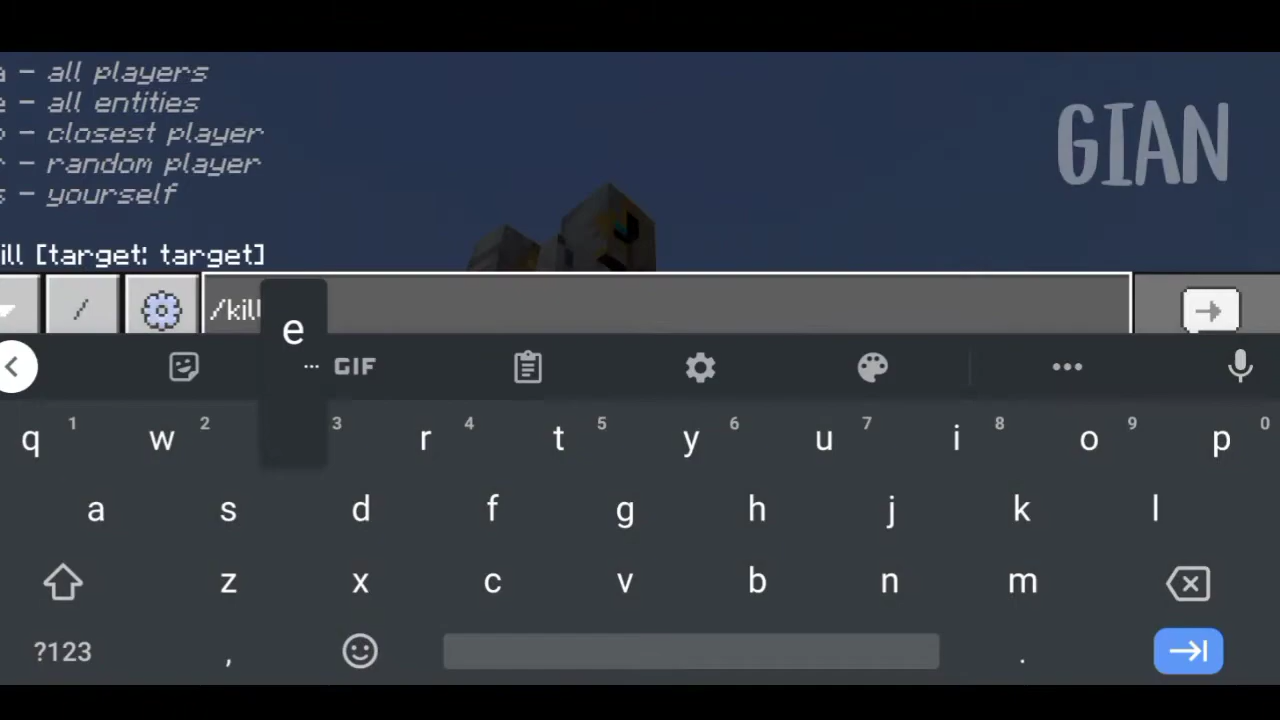 a - all players
e - all entities
p - closest player
r - random player
s - yourself
GIAN
ill [target: target]
/
/kill
e
GIF
q 1 w 2 3 r 4 t 5 y 6 u 7 i 8 o 9 p 0
a s d f g h j k l
z x c v b n m
?123 , .